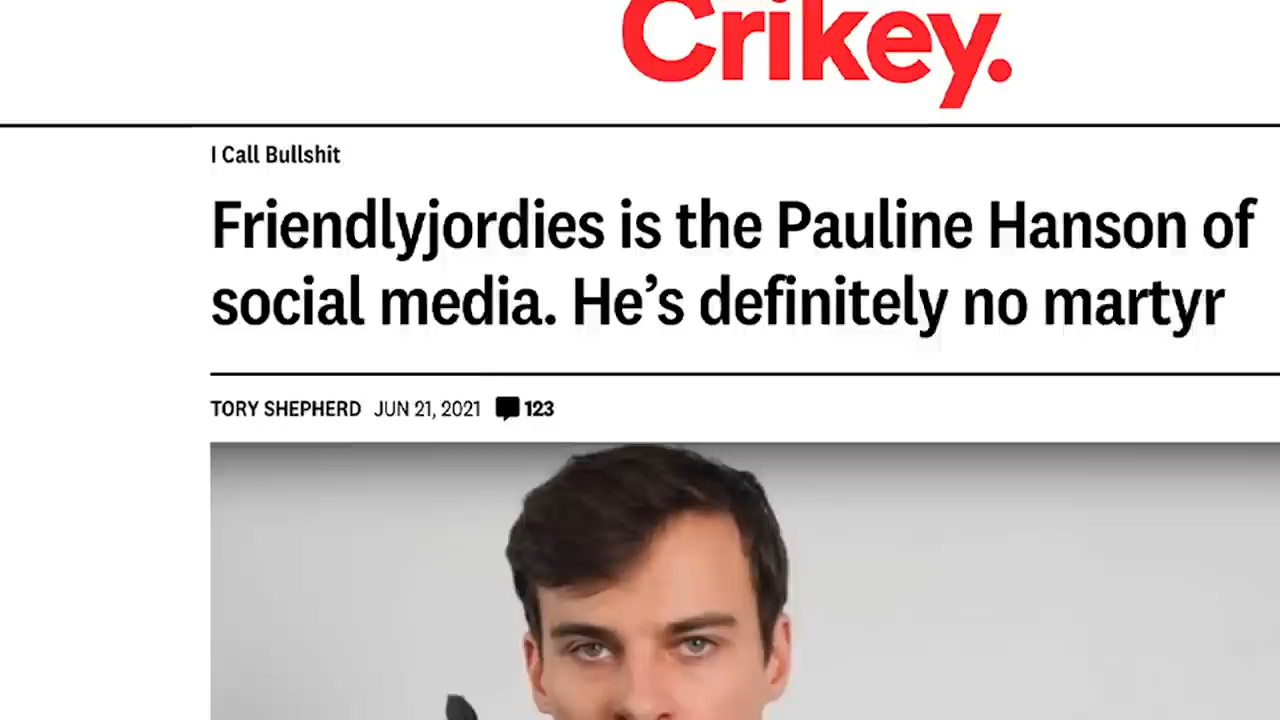 Crikey.
I Call Bullshit
Friendlyjordies is the Pauline Hanson of
social media. He’s definitely no martyr
TORY SHEPHERD JUN 21, 2021 123